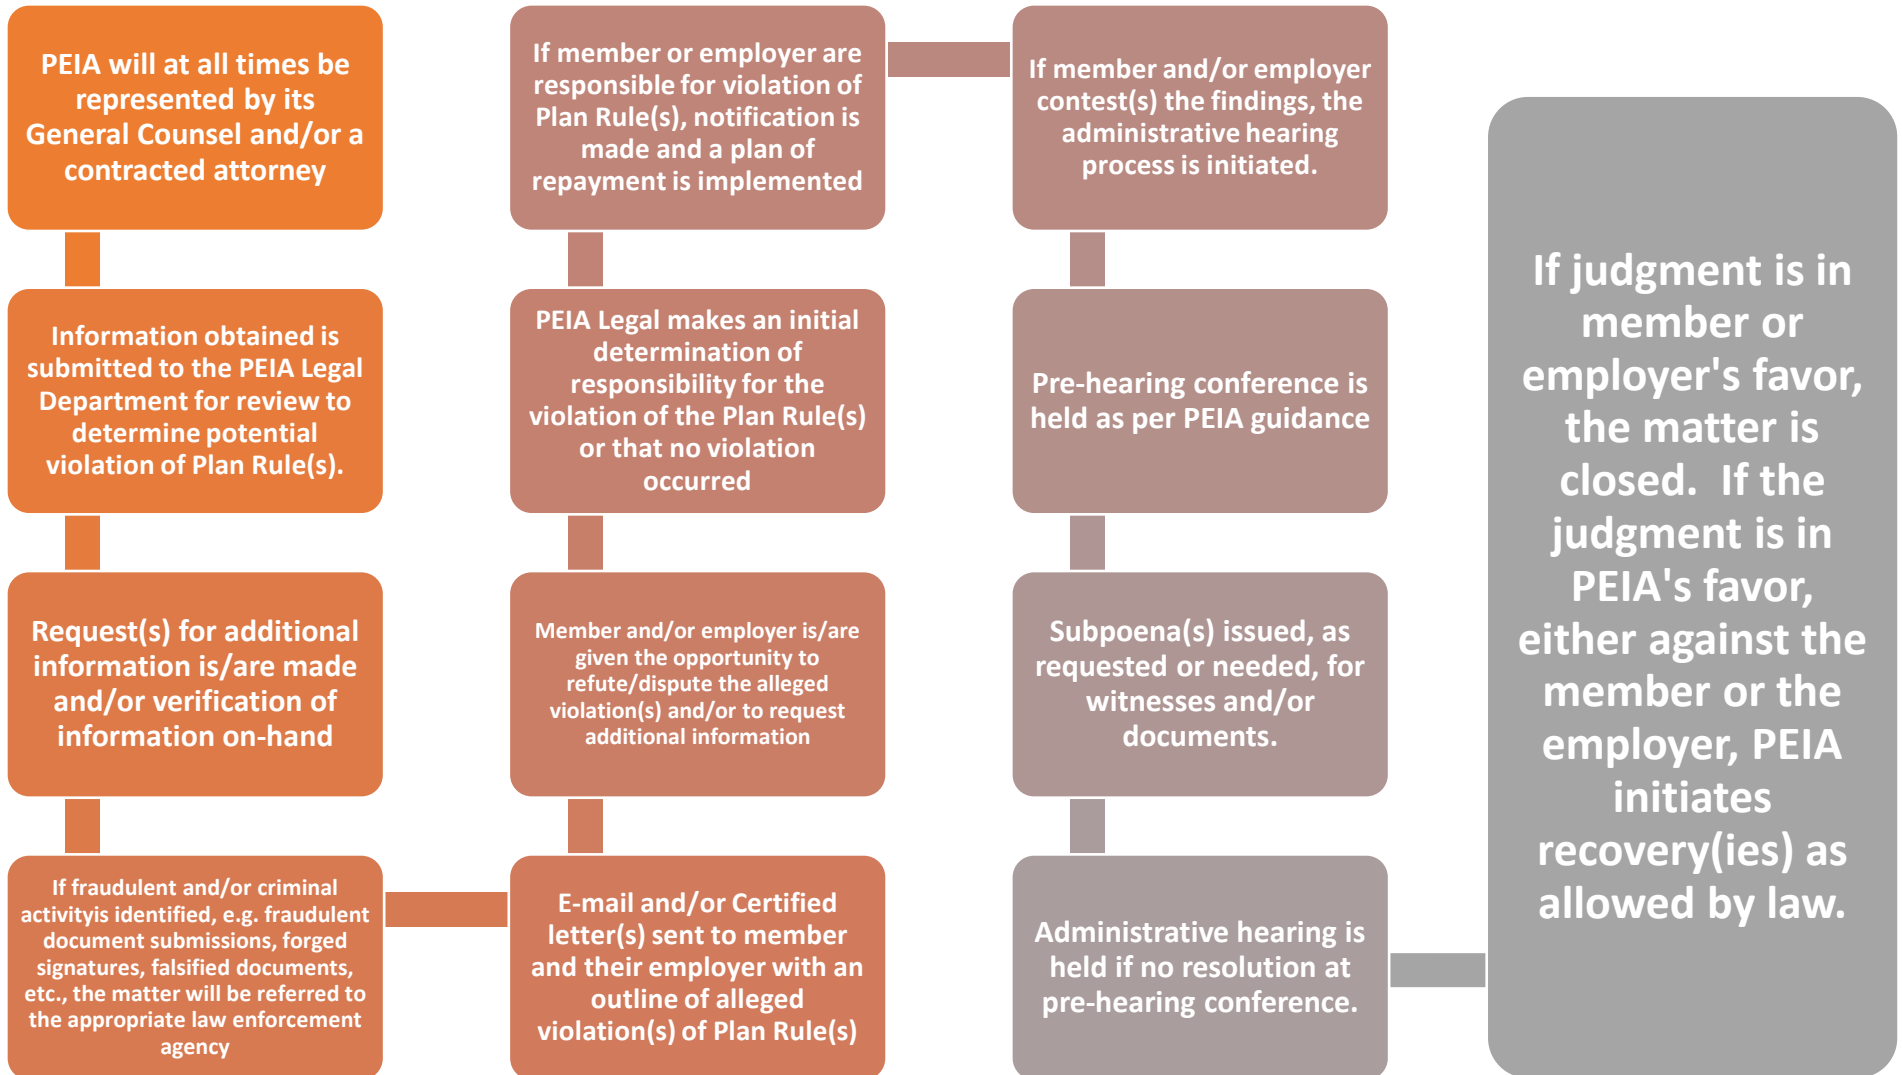 PEIA will at all times be
represented by its
General Counsel and/or a
contracted attorney
Information obtained is
submitted to the PEIA Legal
Department for review to
determine potential
violation of Plan Rule(s).
Request(s) for additional
information is/are made
and/or verification of
information on-hand
If fraudulent and/or criminal
activityis identified, e.g. fraudulent
document submissions, forged
signatures, falsified documents,
etc., the matter will be referred to
the appropriate law enforcement
agency
E-mail and/or Certified
letter(s) sent to member
and their employer with an
outline of alleged
violation(s) of Plan Rule(s)
Member and/or employer is/are
given the opportunity to
refute/dispute the alleged
violation(s) and/or to request
additional information
PEIA Legal makes an initial
determination of
responsibility for the
violation of the Plan Rule(s)
or that no violation
occurred
If member or employer are
responsible for violation of
Plan Rule(s), notification is
made and a plan of
repayment is implemented
If member and/or employer
contest(s) the findings, the
administrative hearing
process is initiated.
Pre-hearing conference is
held as per PEIA guidance
Subpoena(s) issued, as
requested or needed, for
witnesses and/or
documents.
Administrative hearing is
held if no resolution at
pre-hearing conference.
If judgment is in
member or
employer's favor,
the matter is
closed.  If the
judgment is in
PEIA's favor,
either against the
member or the
employer, PEIA
initiates
recovery(ies) as
allowed by law.